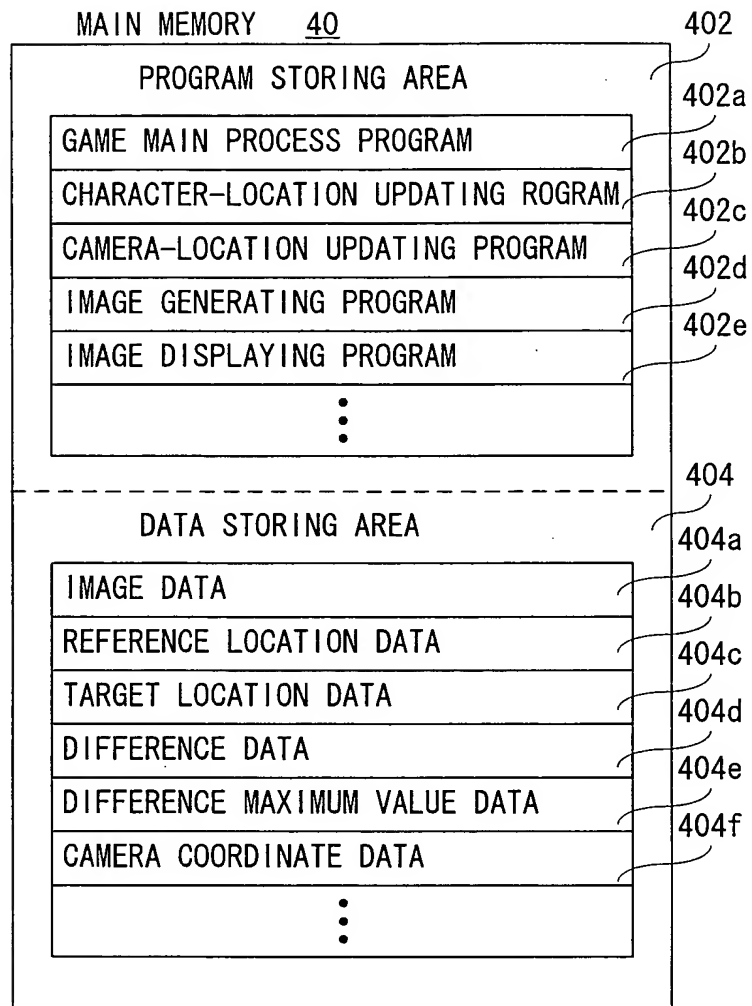 MAIN MEMORY 40
402
PROGRAM STORING AREA
402a
GAME MAIN PROCESS PROGRAM
402b
CHARACTER-LOCATION UPDATING ROGRAM
402c
CAMERA-LOCATION UPDATING PROGRAM
402d
IMAGE GENERATING PROGRAM
402e
IMAGE DISPLAYING PROGRAM
404
DATA STORING AREA
404a
IMAGE DATA
404b
REFERENCE LOCATION DATA
404c
TARGET LOCATION DATA
404d
DIFFERENCE DATA
404e
DIFFERENCE MAXIMUM VALUE DATA
404f
CAMERA COORDINATE DATA